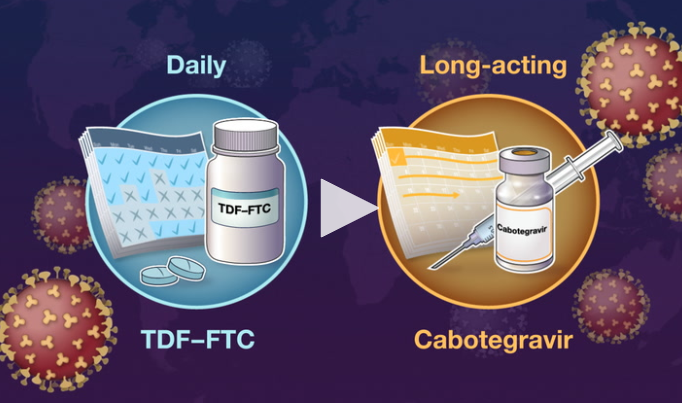 Daily
Long-acting
TDF–FTC
Cabotegravir
TDF–FTC
Cabotegravir